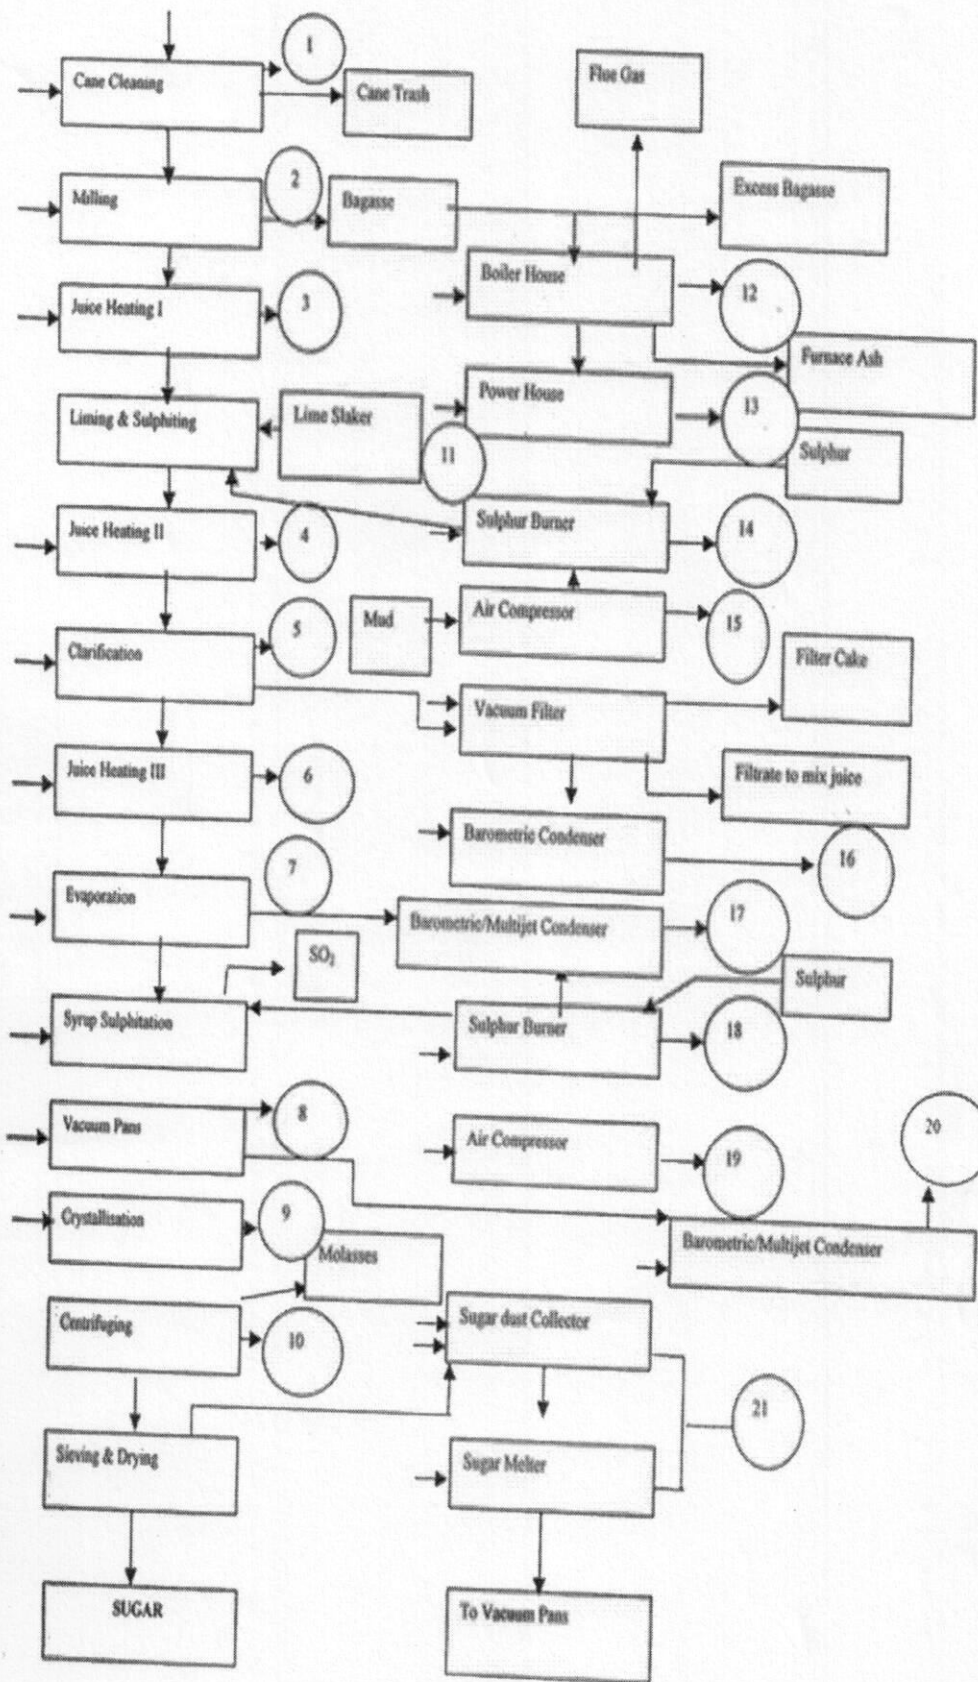 1
Cane Cleaning
Cane Trash
Flue Gas
2
Milling
Bagasse
Excess Bagasse
Boiler House
12
Juice Heating I
3
Furnace Ash
Power House
13
Liming & Sulphiting
Lime Slaker
11
Sulphur
Sulphur Burner
14
Juice Heating II
4
Mud
Air Compressor
15
Clarification
5
Filter Cake
Vacuum Filter
Juice Heating III
6
Filtrate to mix juice
Barometric Condenser
16
7
Evaporation
Barometric/Multijet Condenser
17
SO₂
Sulphur
Syrup Sulphitation
Sulphur Burner
18
Vacuum Pans
8
Air Compressor
19
20
Crystallisation
9
Molasses
Barometric/Multijet Condenser
Centrifuging
10
Sugar dust Collector
21
Sieving & Drying
Sugar Melter
SUGAR
To Vacuum Pans